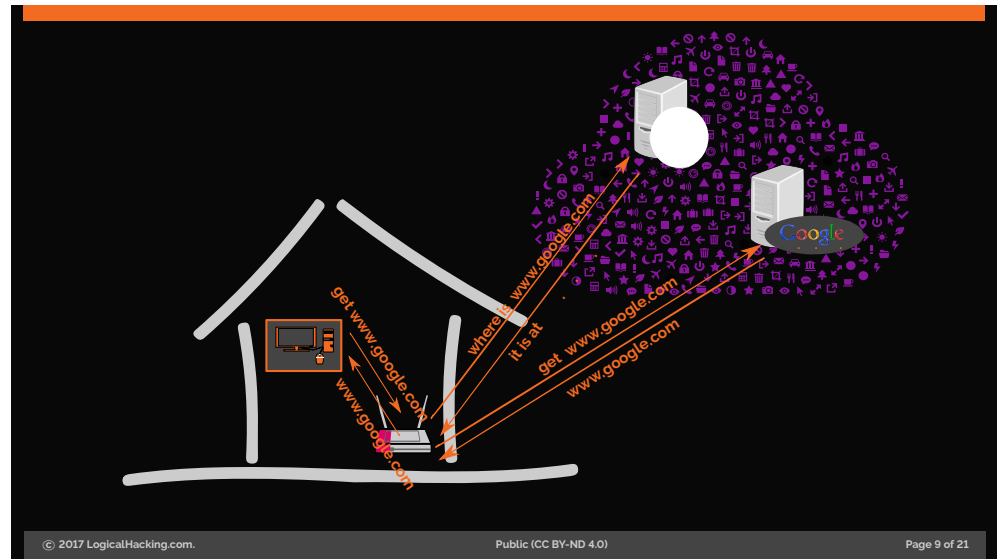 where is www.google.com
it is at
Google
get www.google.com
www.google.com
get www.google.com
www.google.com
© 2017 LogicalHacking.com.
Public (CC BY-ND 4.0)
Page 9 of 21